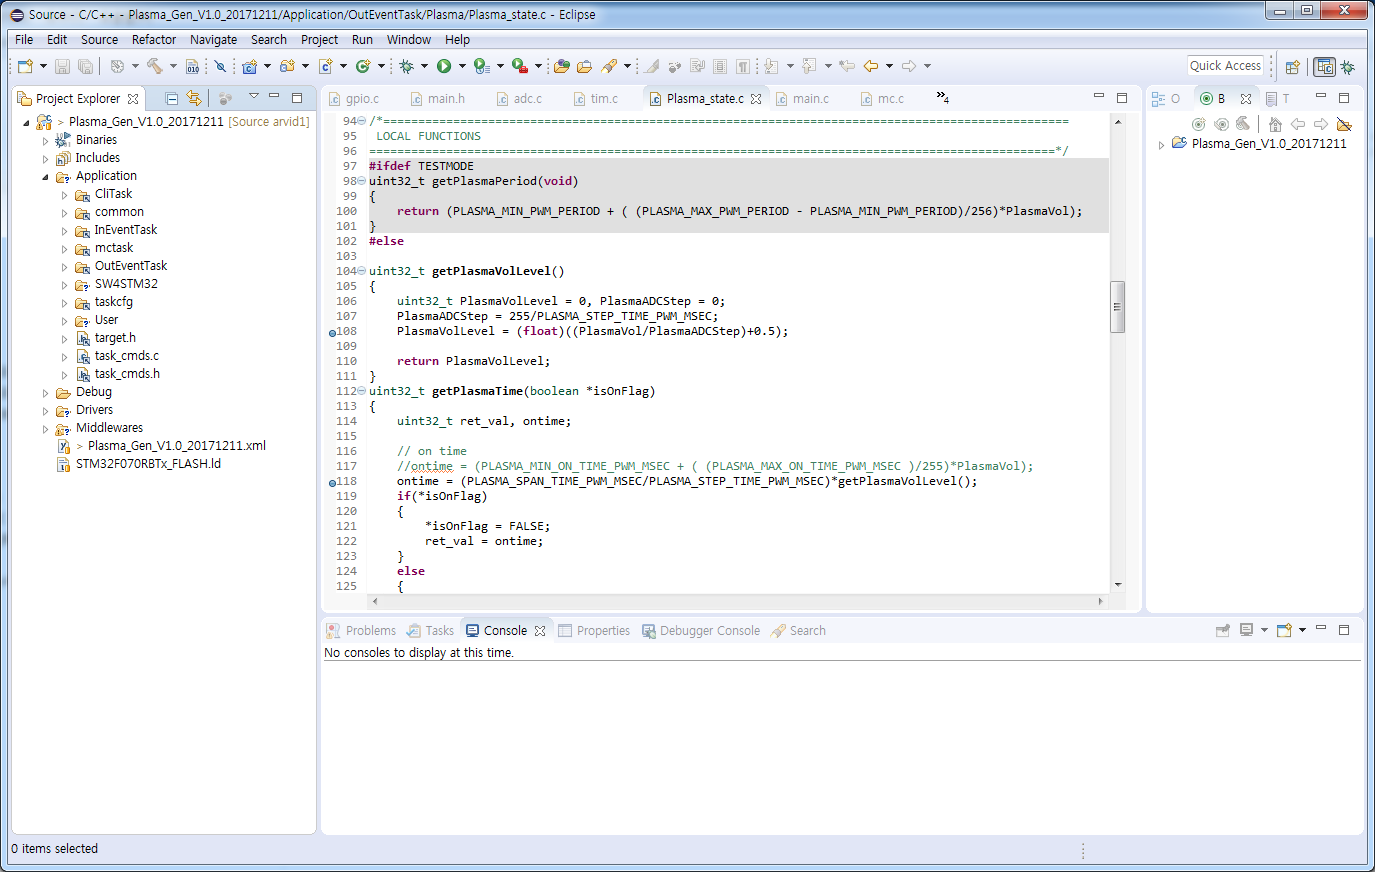 Source - C/C++ - Plasma_Gen_V1.0_20171211/Application/OutEventTask/Plasma/Plasma_state.c - Eclipse
File Edit Source Refactor Navigate Search Project Run Window Help
Quick Access
Project Explorer
> Plasma_Gen_V1.0_20171211 [Source arvid1]
Binaries
Includes
Application
CliTask
common
InEventTask
mctask
OutEventTask
SW4STM32
taskcfg
User
target.h
task_cmds.c
task_cmds.h
Debug
Drivers
Middlewares
> Plasma_Gen_V1.0_20171211.xml
STM32F070RBTx_FLASH.ld
gpio.c main.h adc.c tim.c Plasma_state.c main.c mc.c »4
94 /*==================================================================================================
95 LOCAL FUNCTIONS
96 ==================================================================================================*/
97 #ifdef TESTMODE
98 uint32_t getPlasmaPeriod(void)
99 {
100 return (PLASMA_MIN_PWM_PERIOD + ( (PLASMA_MAX_PWM_PERIOD - PLASMA_MIN_PWM_PERIOD)/256)*PlasmaVol);
101 }
102 #else
103
104 uint32_t getPlasmaVolLevel()
105 {
106 uint32_t PlasmaVolLevel = 0, PlasmaADCStep = 0;
107 PlasmaADCStep = 255/PLASMA_STEP_TIME_PWM_MSEC;
108 PlasmaVolLevel = (float)((PlasmaVol/PlasmaADCStep)+0.5);
109
110 return PlasmaVolLevel;
111 }
112 uint32_t getPlasmaTime(boolean *isOnFlag)
113 {
114 uint32_t ret_val, ontime;
115
116 // on time
117 //ontime = (PLASMA_MIN_ON_TIME_PWM_MSEC + ( (PLASMA_MAX_ON_TIME_PWM_MSEC )/255)*PlasmaVol);
118 ontime = (PLASMA_SPAN_TIME_PWM_MSEC/PLASMA_STEP_TIME_PWM_MSEC)*getPlasmaVolLevel();
119 if(*isOnFlag)
120 {
121 *isOnFlag = FALSE;
122 ret_val = ontime;
123 }
124 else
125 {
O B T
Plasma_Gen_V1.0_20171211
Problems Tasks Console Properties Debugger Console Search
No consoles to display at this time.
0 items selected